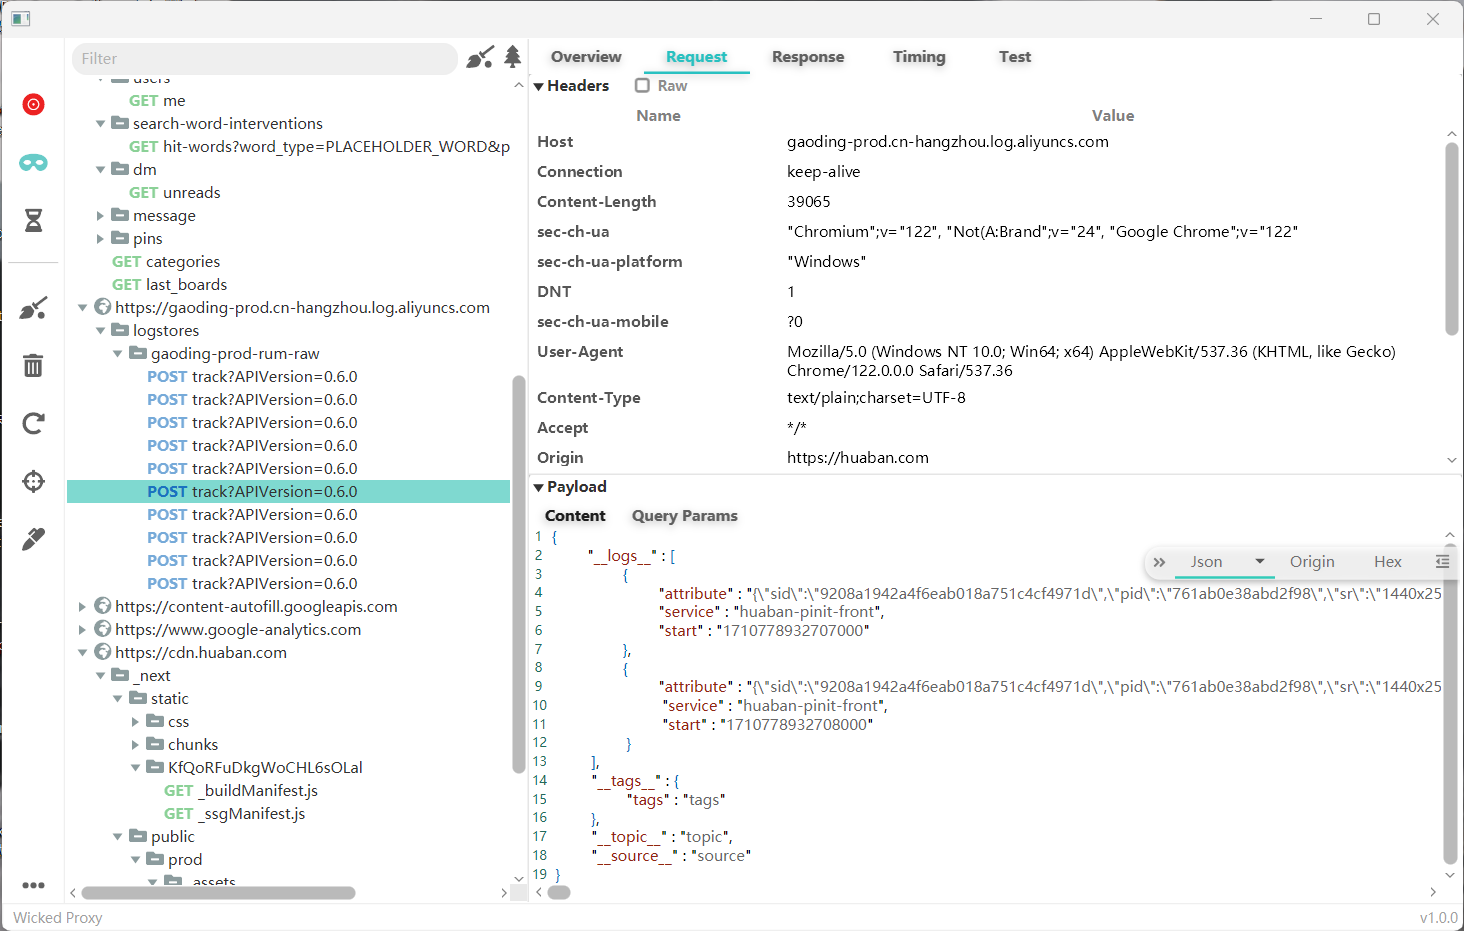 Filter
users
GET me
search-word-interventions
GET hit-words?word_type=PLACEHOLDER_WORD&p
dm
GET unreads
message
pins
GET categories
GET last_boards
https://gaoding-prod.cn-hangzhou.log.aliyuncs.com
logstores
gaoding-prod-rum-raw
POST track?APIVersion=0.6.0
POST track?APIVersion=0.6.0
POST track?APIVersion=0.6.0
POST track?APIVersion=0.6.0
POST track?APIVersion=0.6.0
POST track?APIVersion=0.6.0
POST track?APIVersion=0.6.0
POST track?APIVersion=0.6.0
POST track?APIVersion=0.6.0
POST track?APIVersion=0.6.0
https://content-autofill.googleapis.com
https://www.google-analytics.com
https://cdn.huaban.com
_next
static
css
chunks
KfQoRFuDkgWoCHL6sOLal
GET _buildManifest.js
GET _ssgManifest.js
public
prod
assets
Overview Request Response Timing Test
Headers Raw
Name Value
Host gaoding-prod.cn-hangzhou.log.aliyuncs.com
Connection keep-alive
Content-Length 39065
sec-ch-ua "Chromium";v="122", "Not(A:Brand";v="24", "Google Chrome";v="122"
sec-ch-ua-platform "Windows"
DNT 1
sec-ch-ua-mobile ?0
User-Agent Mozilla/5.0 (Windows NT 10.0; Win64; x64) AppleWebKit/537.36 (KHTML, like Gecko)
Chrome/122.0.0.0 Safari/537.36
Content-Type text/plain;charset=UTF-8
Accept */*
Origin https://huaban.com
Payload
Content Query Params
Json Origin Hex
1 {
2 "__logs__" : [
3 {
4 "attribute" : "{\"sid\":\"9208a1942a4f6eab018a751c4cf4971d\",\"pid\":\"761ab0e38abd2f98\",\"sr\":\"1440x25
5 "service" : "huaban-pinit-front",
6 "start" : "1710778932707000"
7 },
8 {
9 "attribute" : "{\"sid\":\"9208a1942a4f6eab018a751c4cf4971d\",\"pid\":\"761ab0e38abd2f98\",\"sr\":\"1440x25
10 "service" : "huaban-pinit-front",
11 "start" : "1710778932708000"
12 }
13 ],
14 "__tags__" : {
15 "tags" : "tags"
16 },
17 "__topic__" : "topic",
18 "__source__" : "source"
19 }
Wicked Proxy
v1.0.0